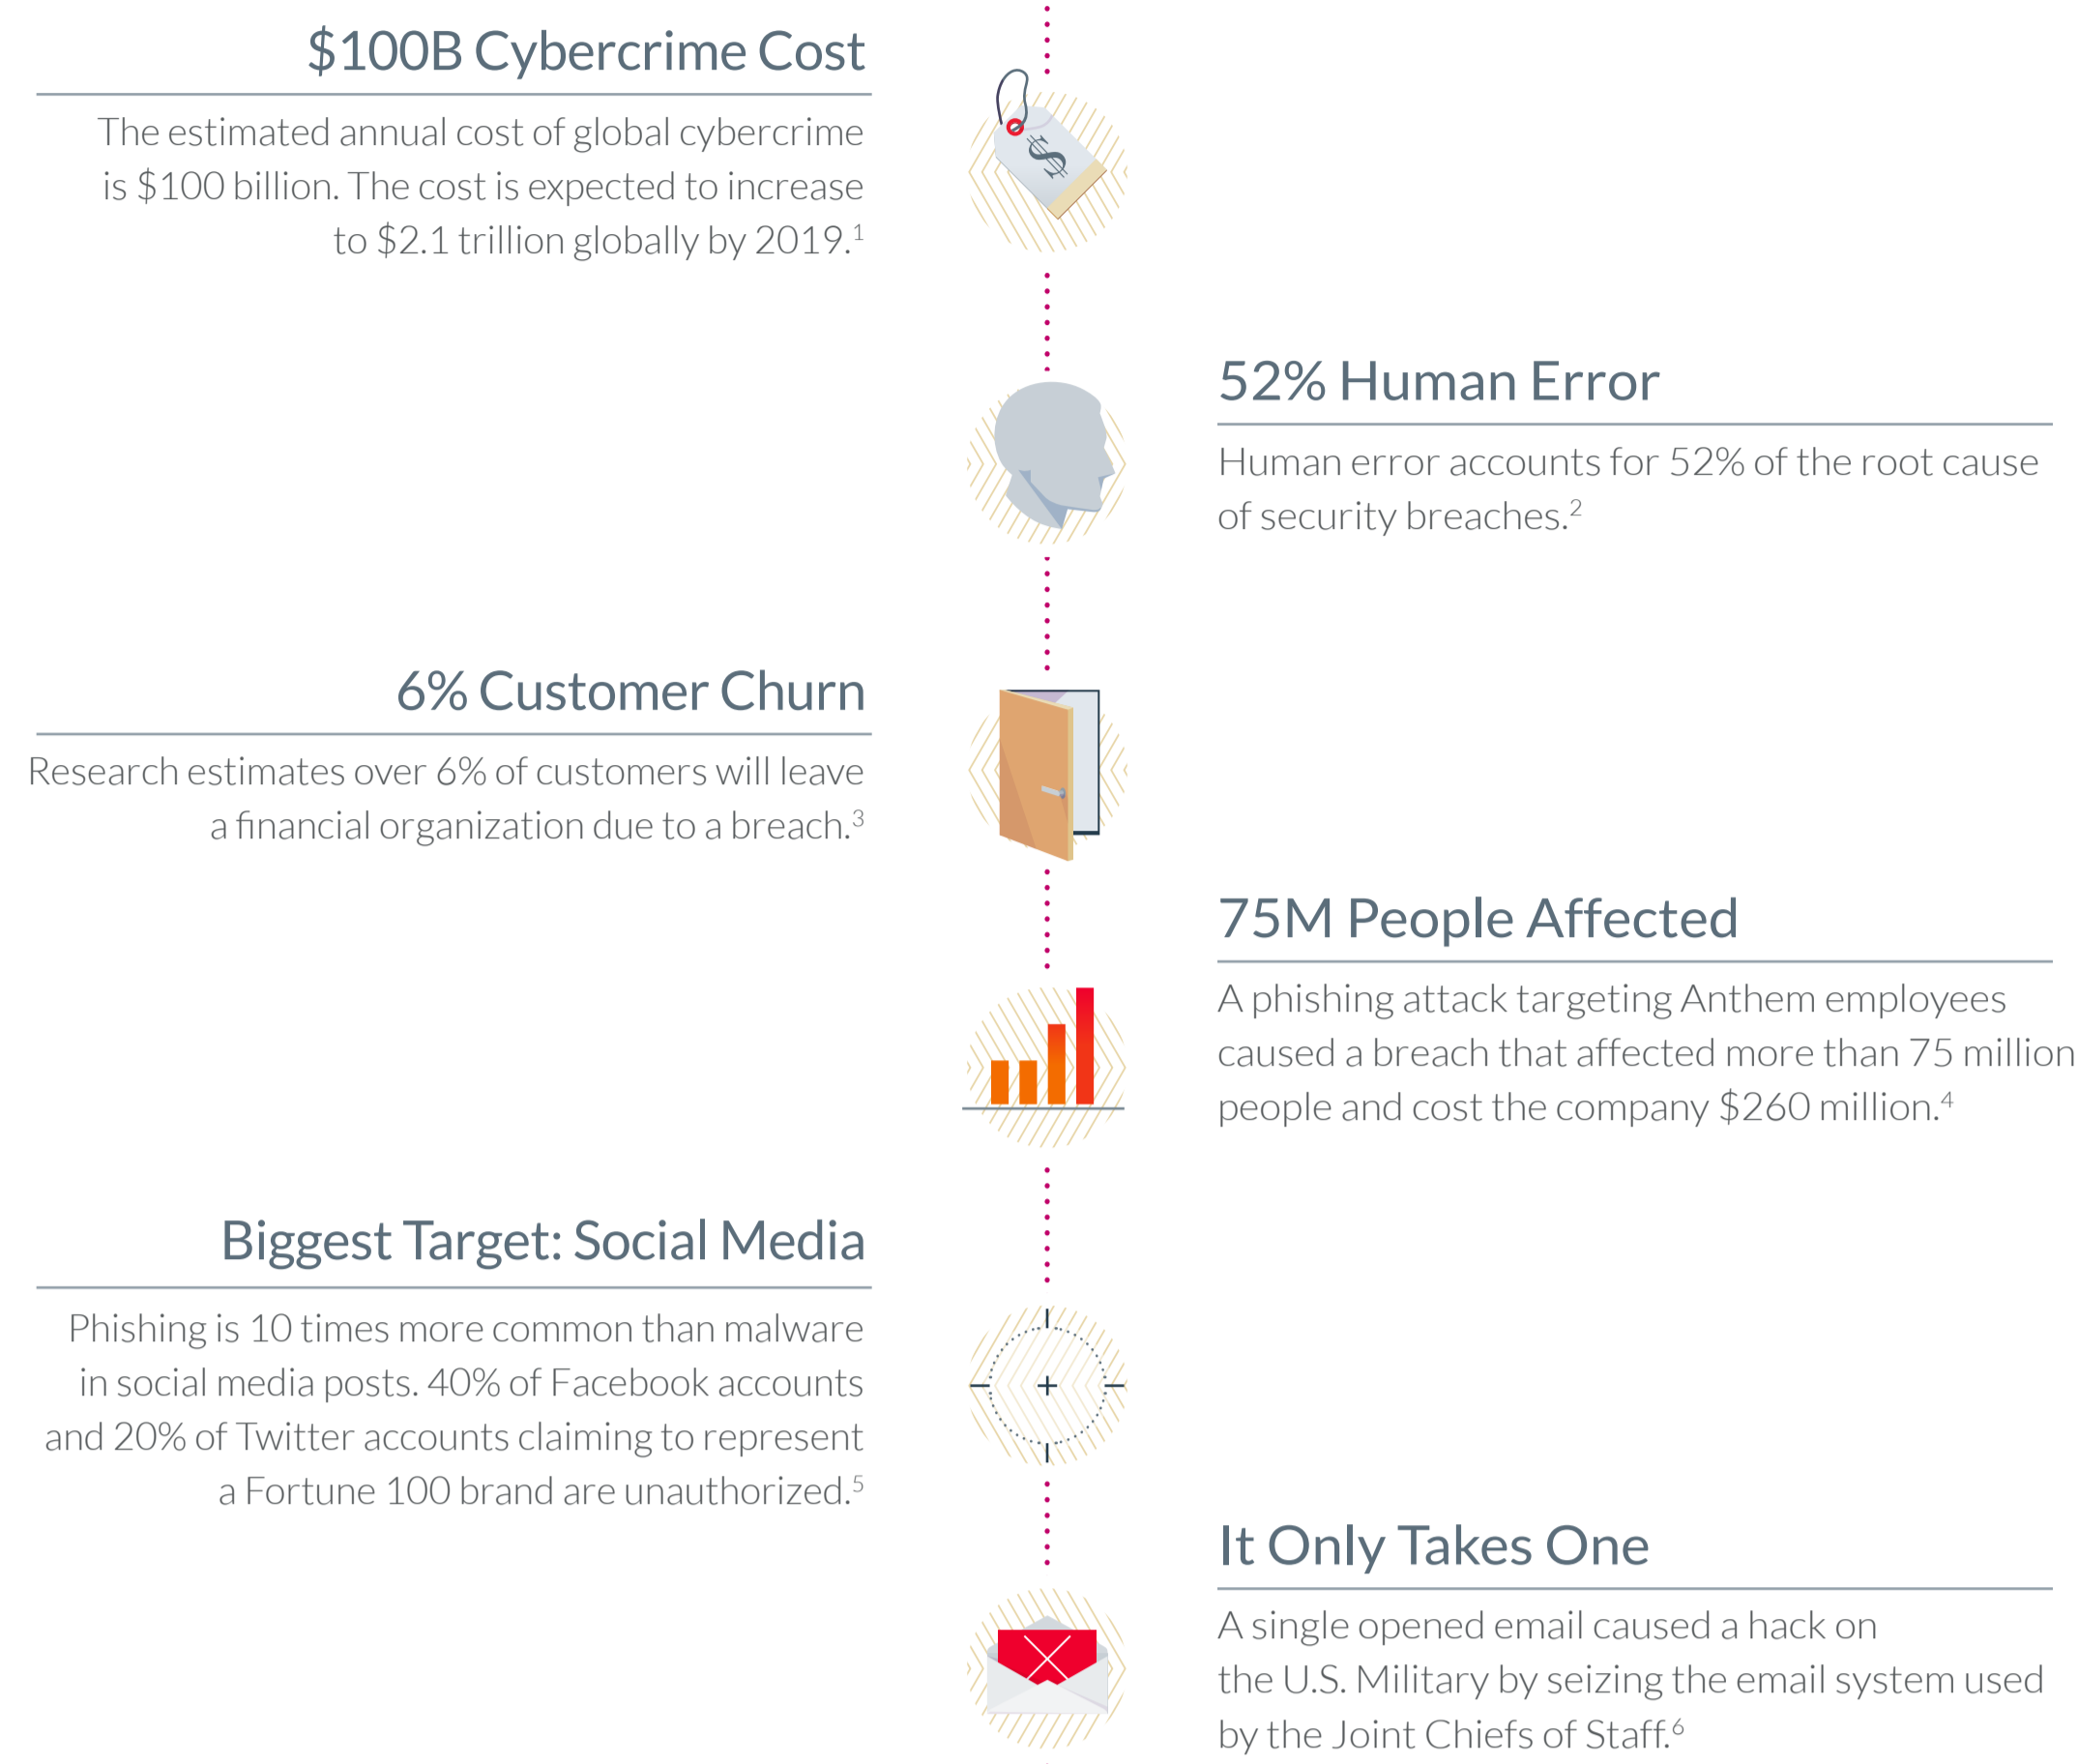 $100B Cybercrime Cost
The estimated annual cost of global cybercrime
is $100 billion. The cost is expected to increase
to $2.1 trillion globally by 2019.¹
$
52% Human Error
Human error accounts for 52% of the root cause
of security breaches.²
6% Customer Churn
Research estimates over 6% of customers will leave
a financial organization due to a breach.³
75M People Affected
A phishing attack targeting Anthem employees
caused a breach that affected more than 75 million
people and cost the company $260 million.⁴
Biggest Target: Social Media
Phishing is 10 times more common than malware
in social media posts. 40% of Facebook accounts
and 20% of Twitter accounts claiming to represent
a Fortune 100 brand are unauthorized.⁵
It Only Takes One
A single opened email caused a hack on
the U.S. Military by seizing the email system used
by the Joint Chiefs of Staff.⁶